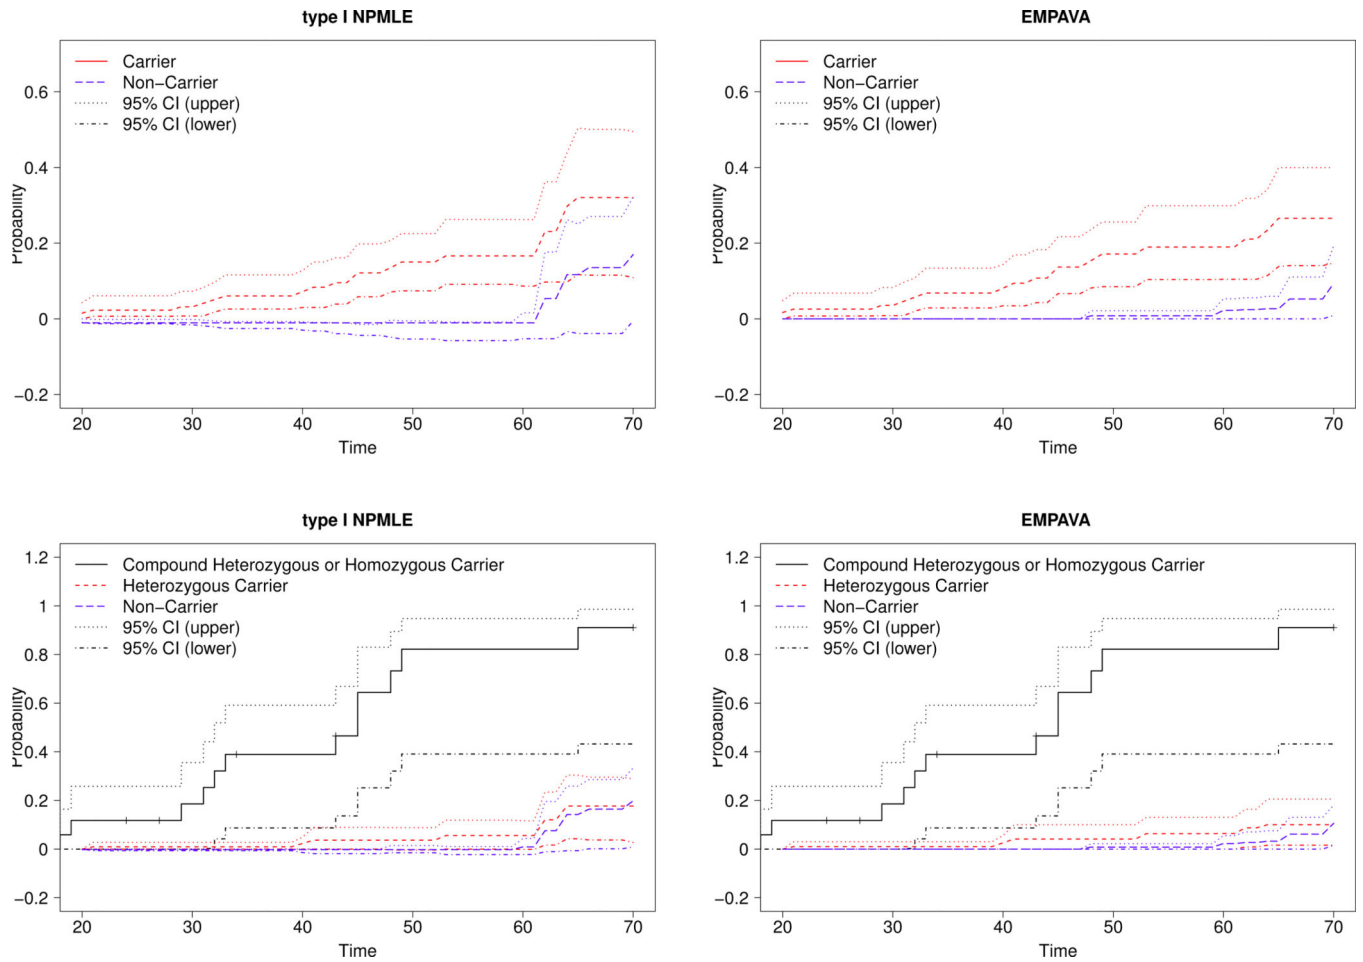 type I NPMLE
Carrier
Non−Carrier
95% CI (upper)
95% CI (lower)
Probability
0.6
0.4
0.2
0
−0.2
20 30 40 50 60 70
Time
EMPAVA
Carrier
Non−Carrier
95% CI (upper)
95% CI (lower)
Probability
0.6
0.4
0.2
0
−0.2
20 30 40 50 60 70
Time
type I NPMLE
Compound Heterozygous or Homozygous Carrier
Heterozygous Carrier
Non−Carrier
95% CI (upper)
95% CI (lower)
Probability
1.2
1
0.8
0.6
0.4
0.2
0
−0.2
20 30 40 50 60 70
Time
EMPAVA
Compound Heterozygous or Homozygous Carrier
Heterozygous Carrier
Non−Carrier
95% CI (upper)
95% CI (lower)
Probability
1.2
1
0.8
0.6
0.4
0.2
0
−0.2
20 30 40 50 60 70
Time